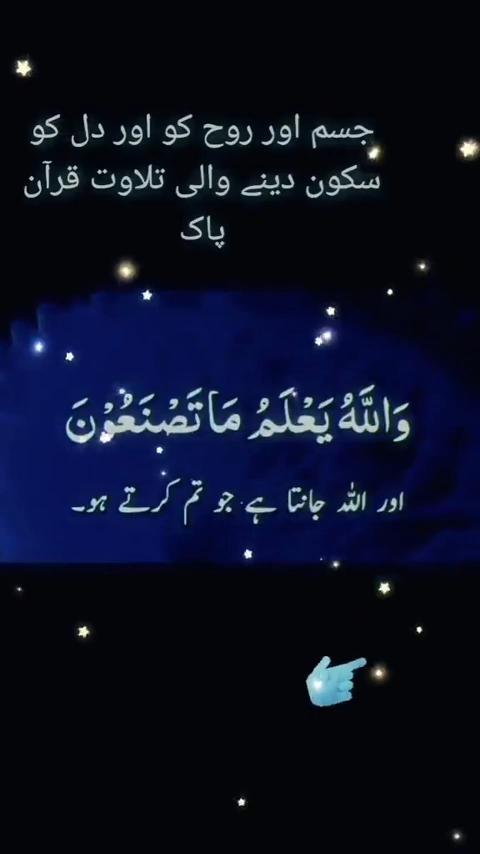 جسم اور روح کو اور دل کو
سکون دینے والی تلاوت قرآن
پاک
وَاللَّهُ يَعْلَمُ مَا تَصْنَعُوْنَ
اور اللہ جانتا ہے جو تم کرتے ہو۔